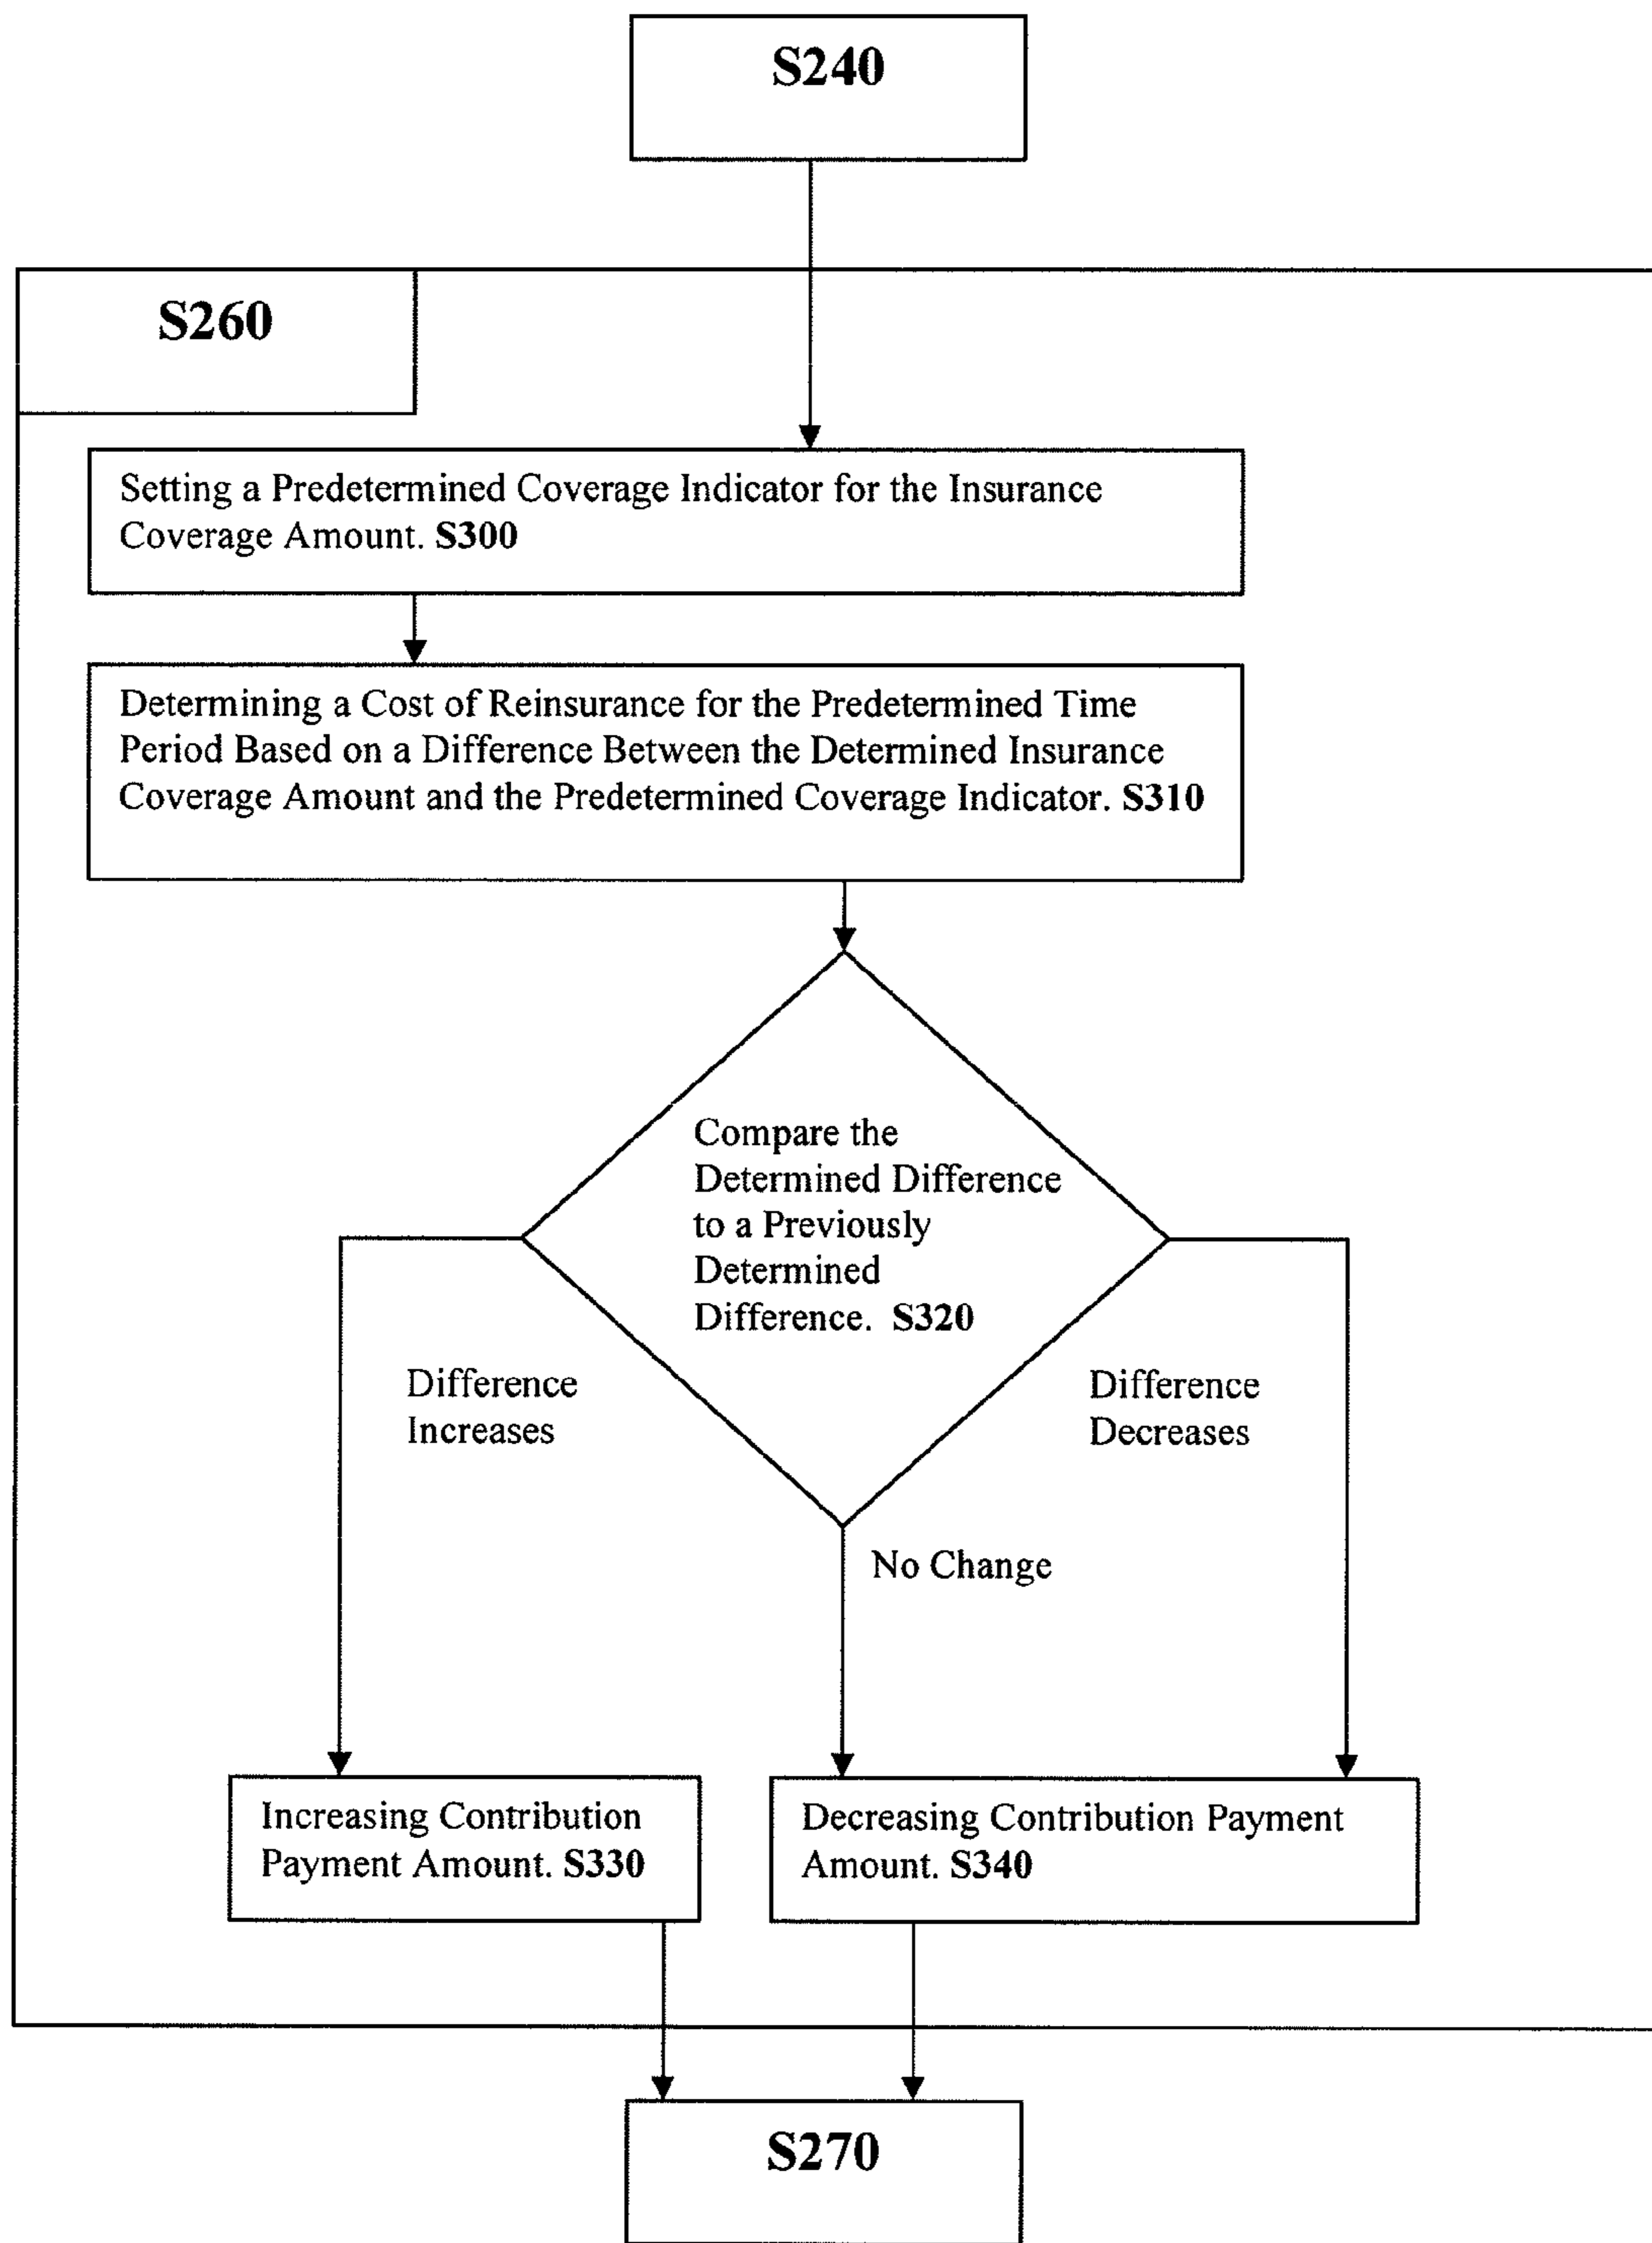 S240
S260
Setting a Predetermined Coverage Indicator for the Insurance
Coverage Amount. S300
Determining a Cost of Reinsurance for the Predetermined Time
Period Based on a Difference Between the Determined Insurance
Coverage Amount and the Predetermined Coverage Indicator. S310
Compare the
Determined Difference
to a Previously
Determined
Difference. S320
Difference
Increases
Difference
Decreases
No Change
Increasing Contribution
Payment Amount. S330
Decreasing Contribution Payment
Amount. S340
S270